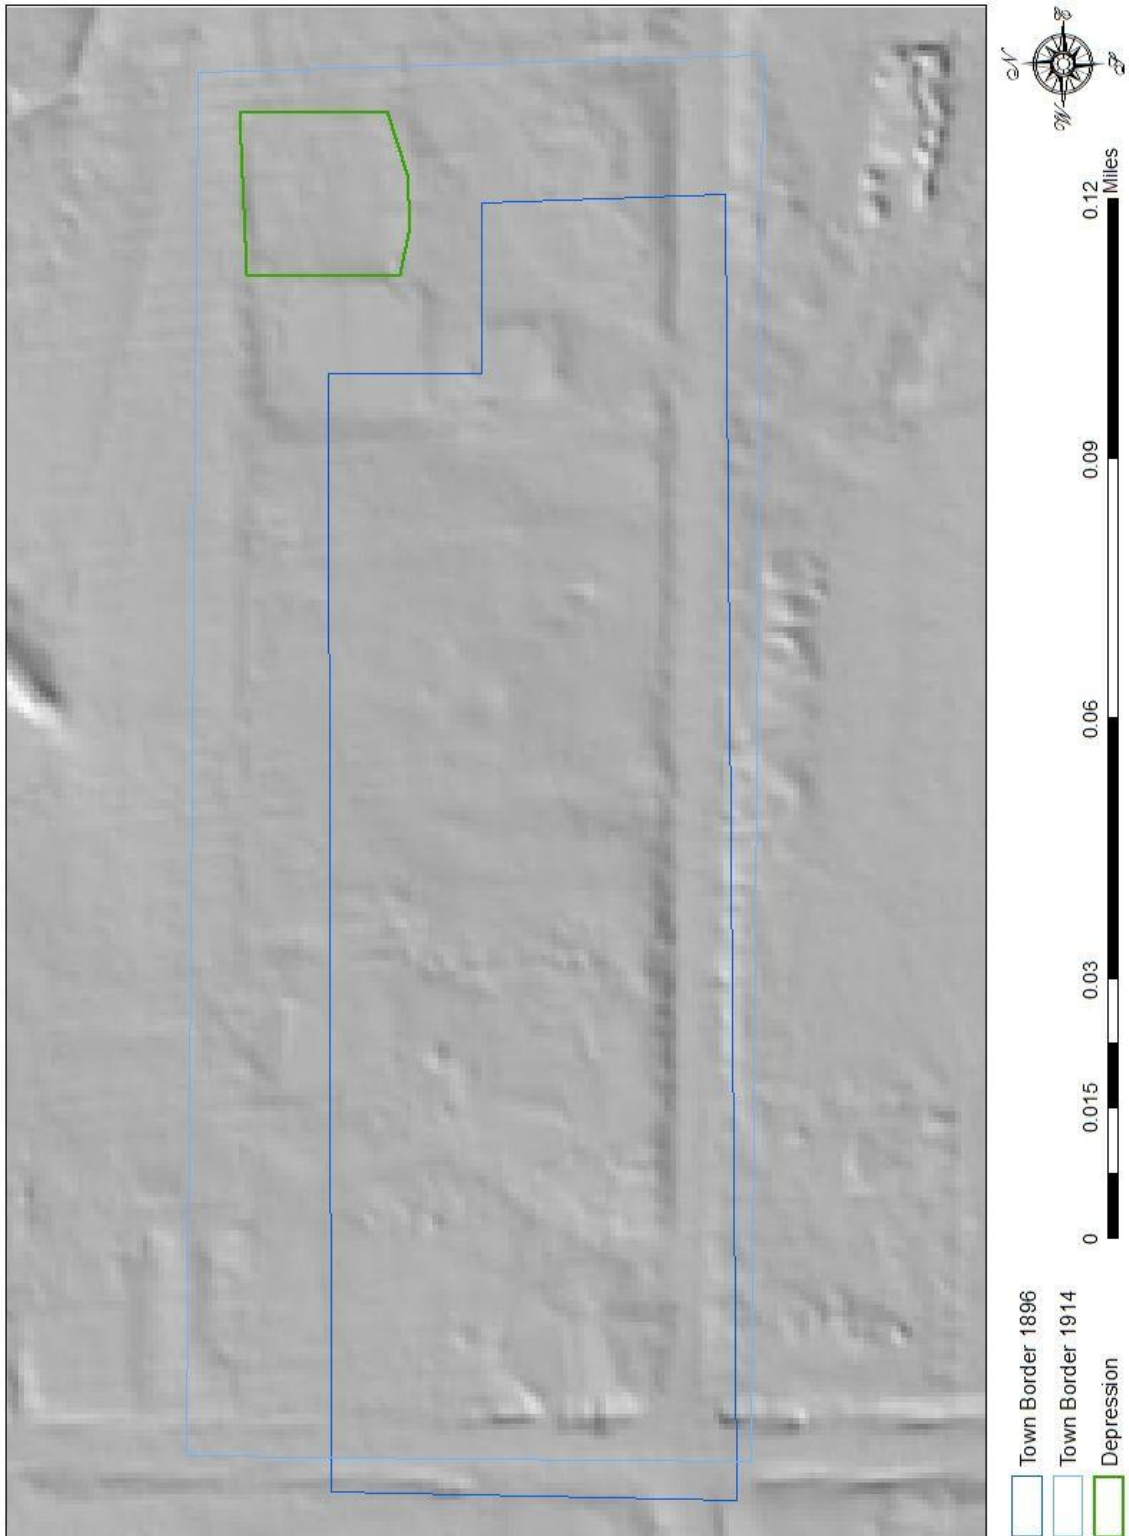 Town Border 1896
Town Border 1914
Depression
0 0.015 0.03 0.06 0.09 0.12
Miles
N
W E
S